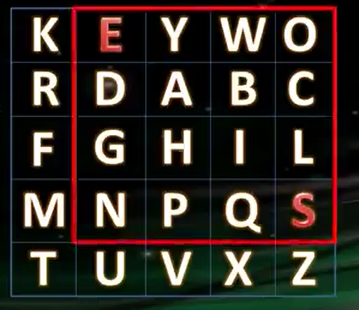 K E Y W O
R D A B C
F G H I L
M N P Q S
T U V X Z